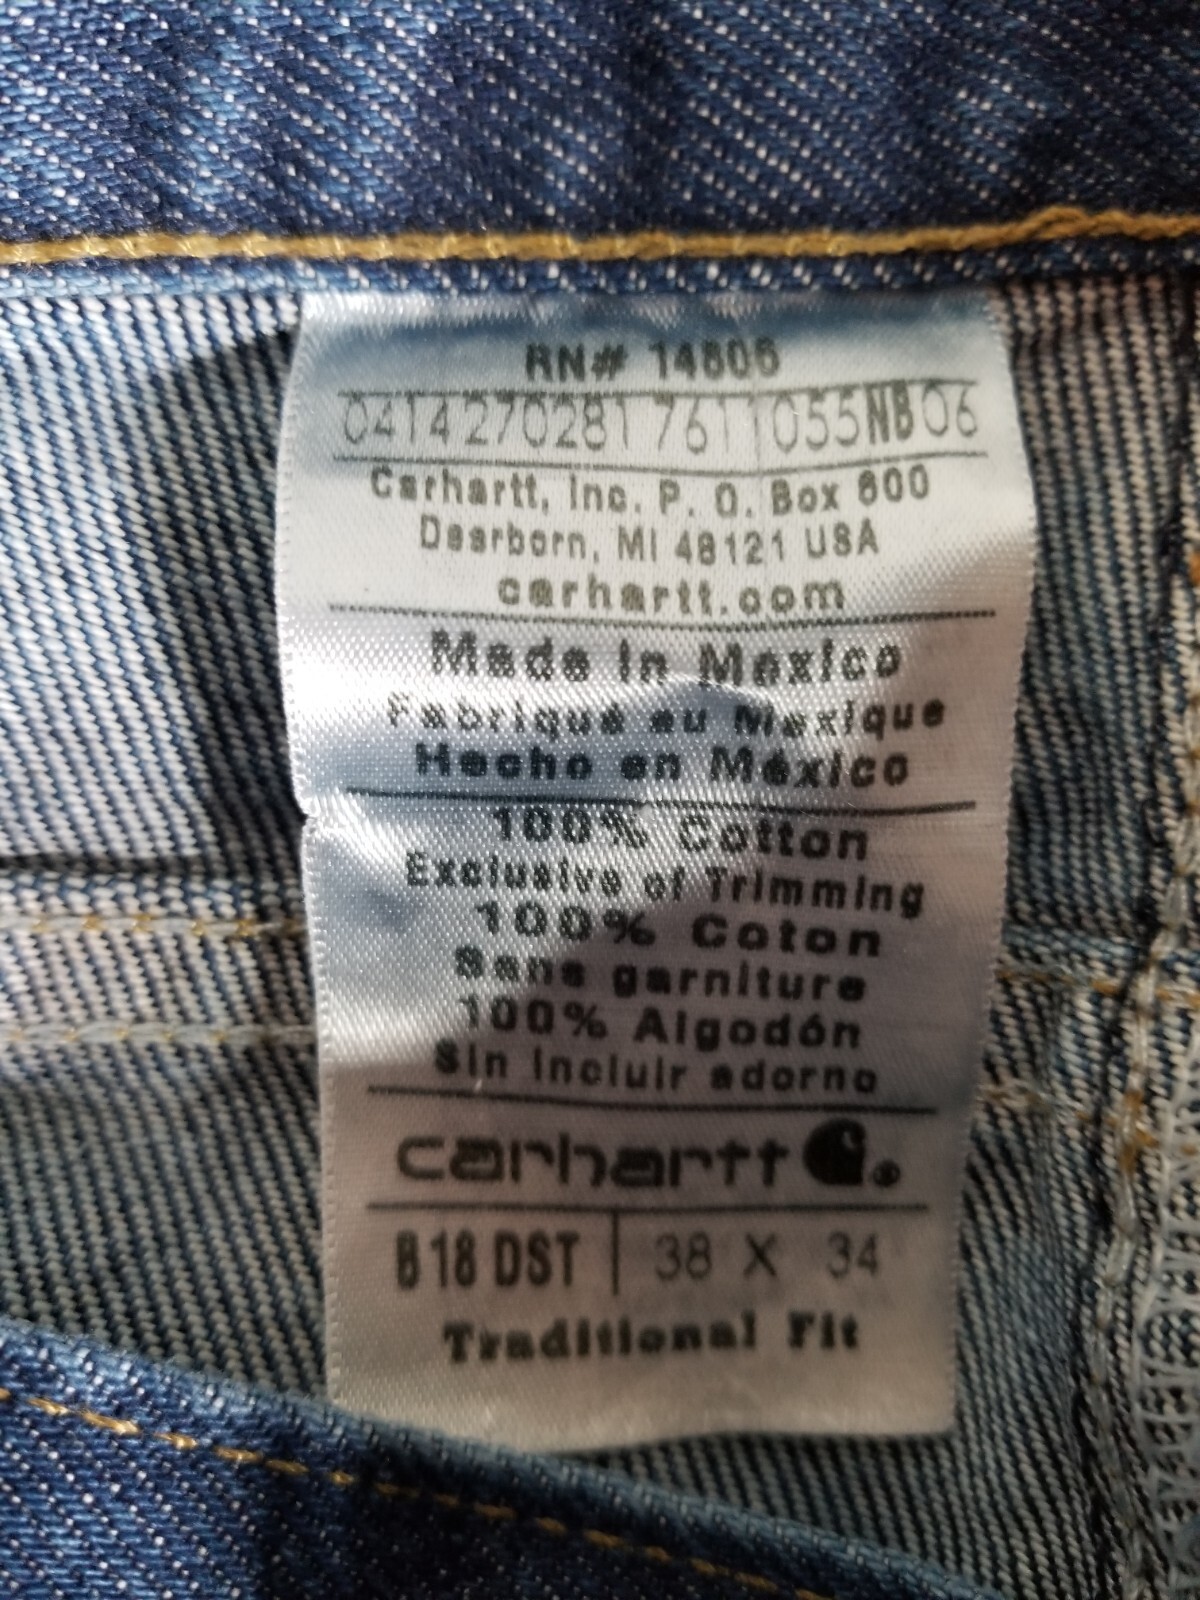 RN# 14806
0414270281 7611055NB06
Carhartt, Inc. P. O. Box 600
Dearborn, MI 48121 USA
carhartt.com
Made in Mexico
Fabriqué au Mexique
Hecho en México
100% Cotton
Exclusive of Trimming
100% Coton
Sans garniture
100% Algodón
Sin incluir adorno
carhartt
B18 DST 38 X 34
Traditional Fit